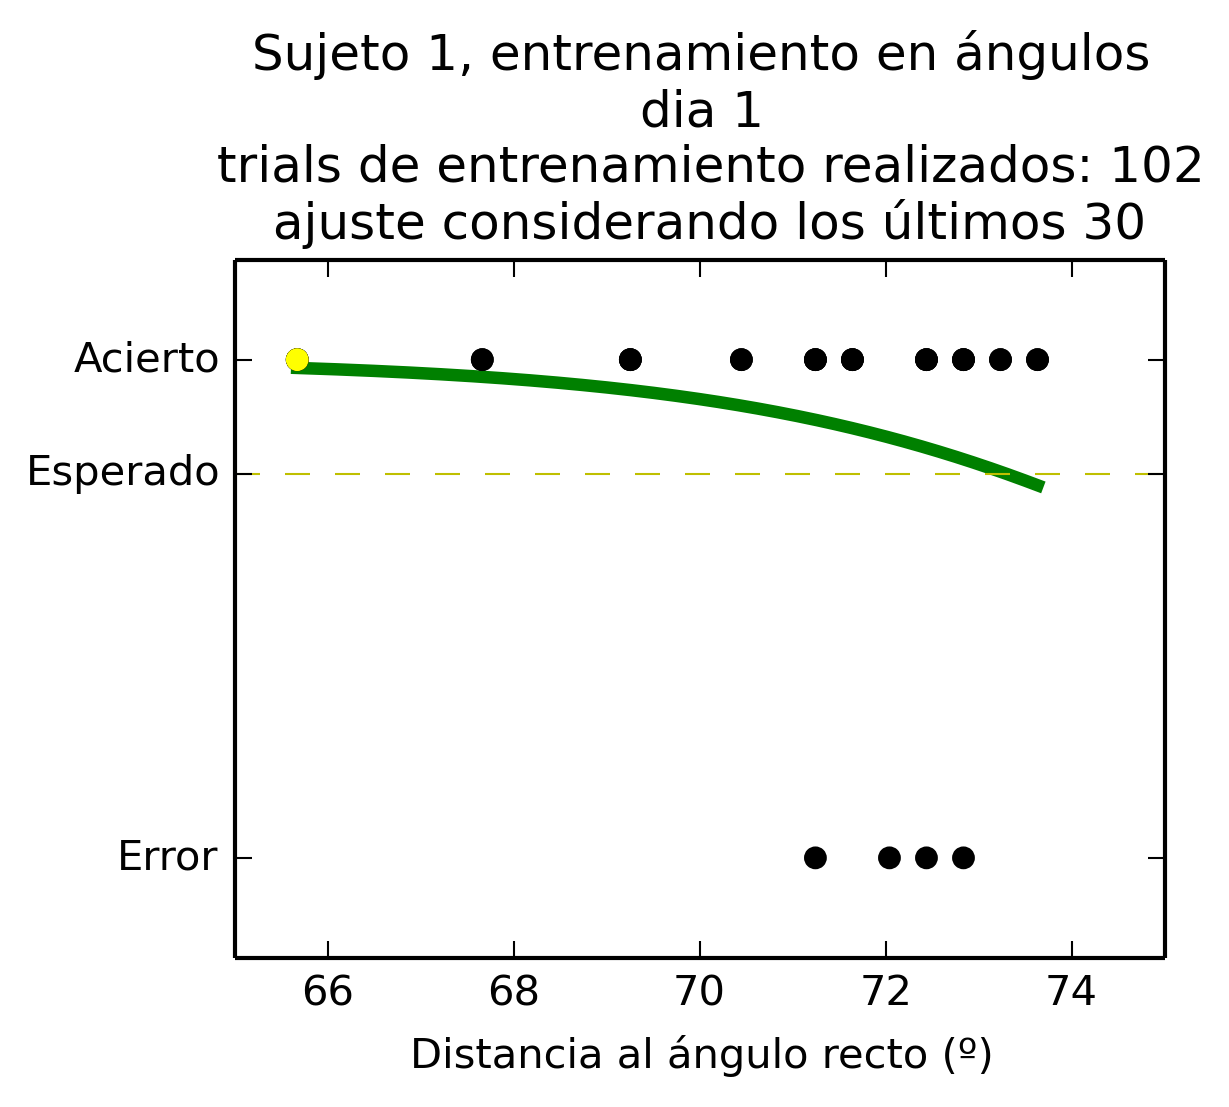 Sujeto 1, entrenamiento en ángulos
dia 1
trials de entrenamiento realizados: 102
ajuste considerando los últimos 30
Acierto
Esperado
Error
66 68 70 72 74
Distancia al ángulo recto (º)